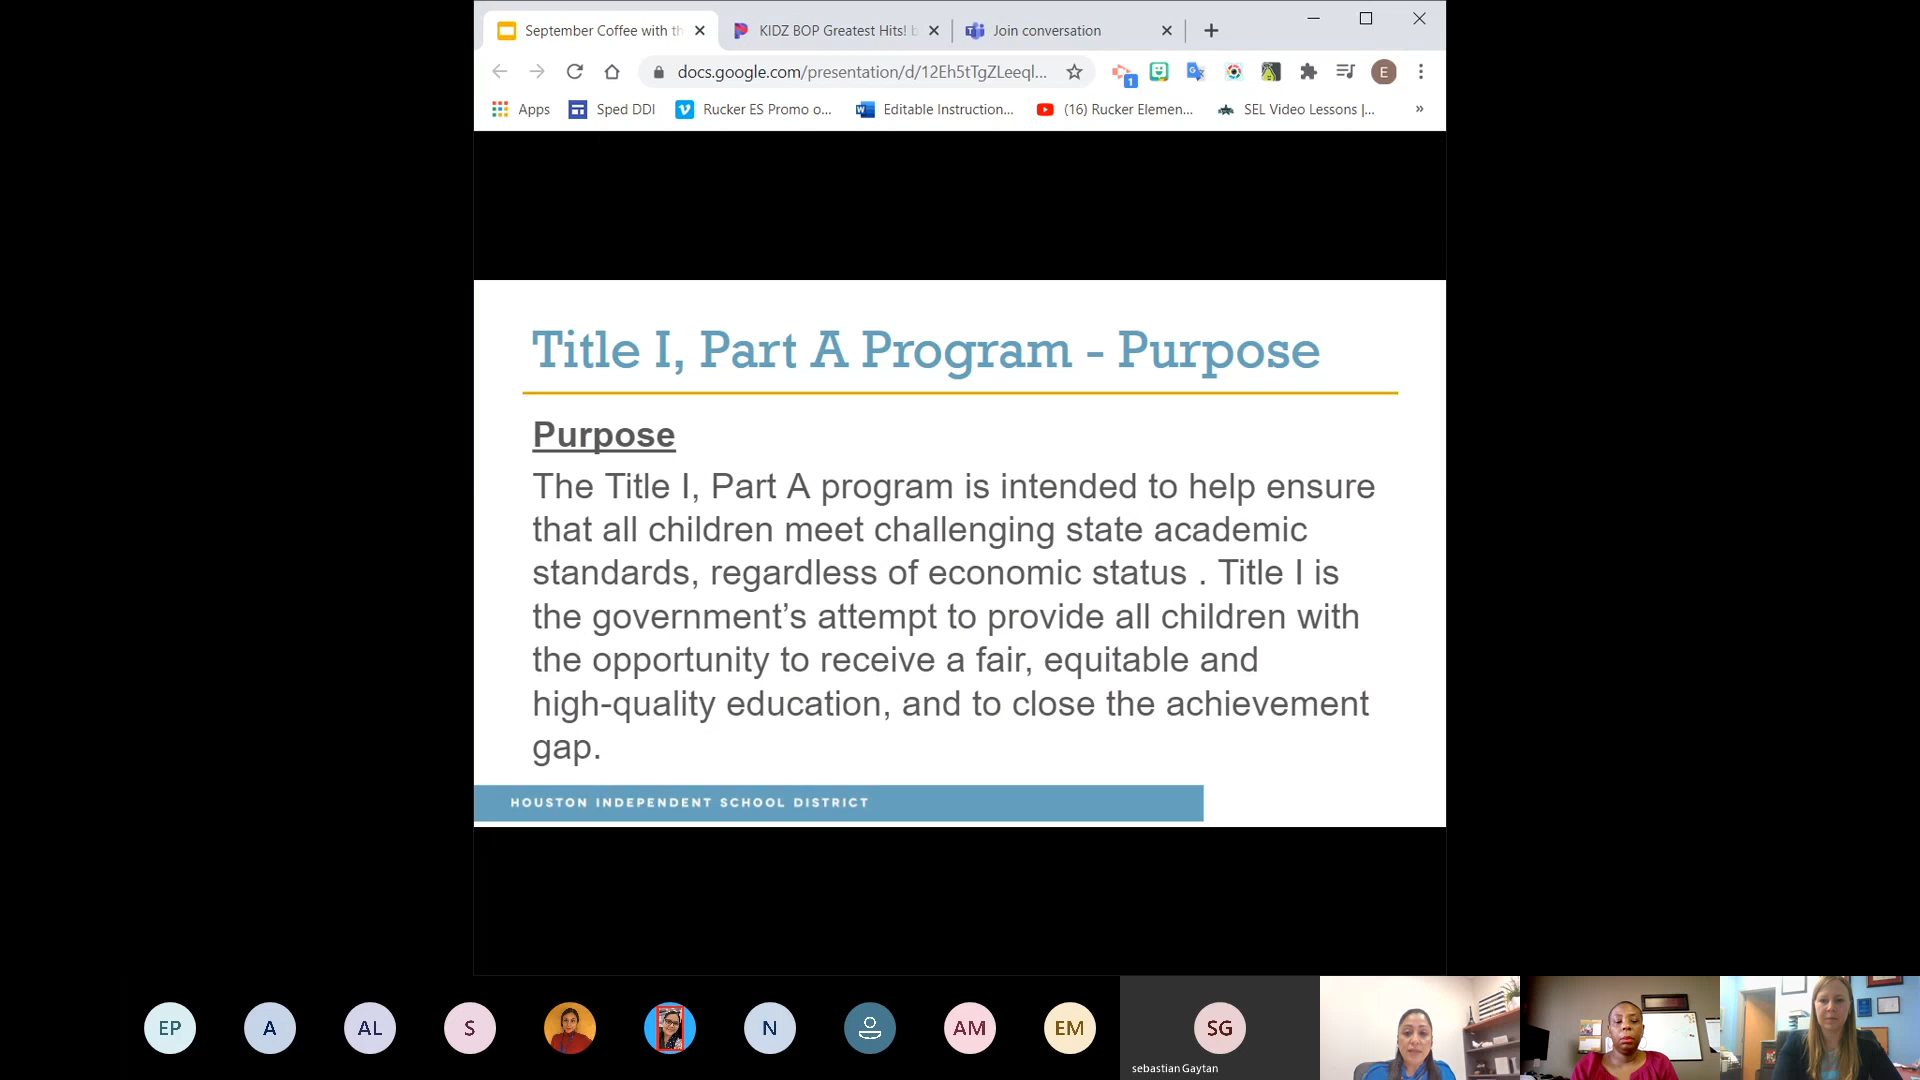 September Coffee with th
KIDZ BOP Greatest Hits! b
Join conversation
docs.google.com/presentation/d/12Eh5tTgZLeeql...
1
E
Apps
Sped DDI
Rucker ES Promo o...
Editable Instruction...
(16) Rucker Elemen...
SEL Video Lessons |...
»
Title I, Part A Program - Purpose
Purpose
The Title I, Part A program is intended to help ensure
that all children meet challenging state academic
standards, regardless of economic status . Title I is
the government’s attempt to provide all children with
the opportunity to receive a fair, equitable and
high-quality education, and to close the achievement
gap.
HOUSTON INDEPENDENT SCHOOL DISTRICT
EP
A
AL
S
N
AM
EM
SG
sebastian Gaytan